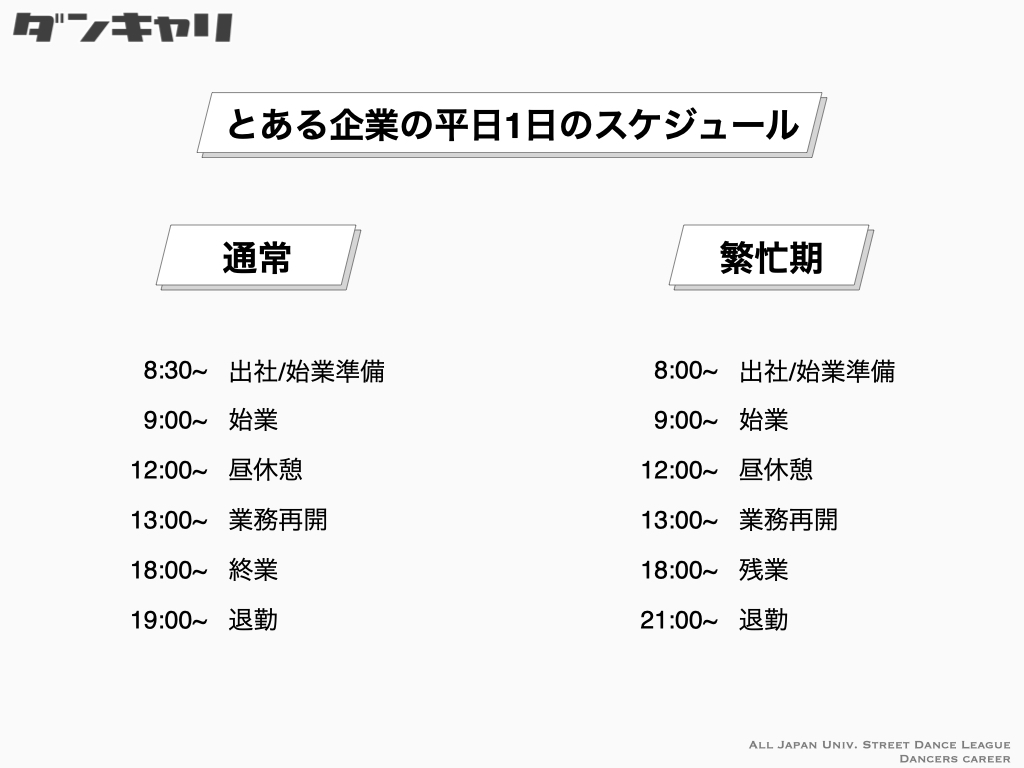 ダンキャリ
とある企業の平日1日のスケジュール
通常
8:30~ 出社/始業準備
9:00~ 始業
12:00~ 昼休憩
13:00~ 業務再開
18:00~ 終業
19:00~ 退勤
繁忙期
8:00~ 出社/始業準備
9:00~ 始業
12:00~ 昼休憩
13:00~ 業務再開
18:00~ 残業
21:00~ 退勤
All Japan Univ. Street Dance League
Dancers career